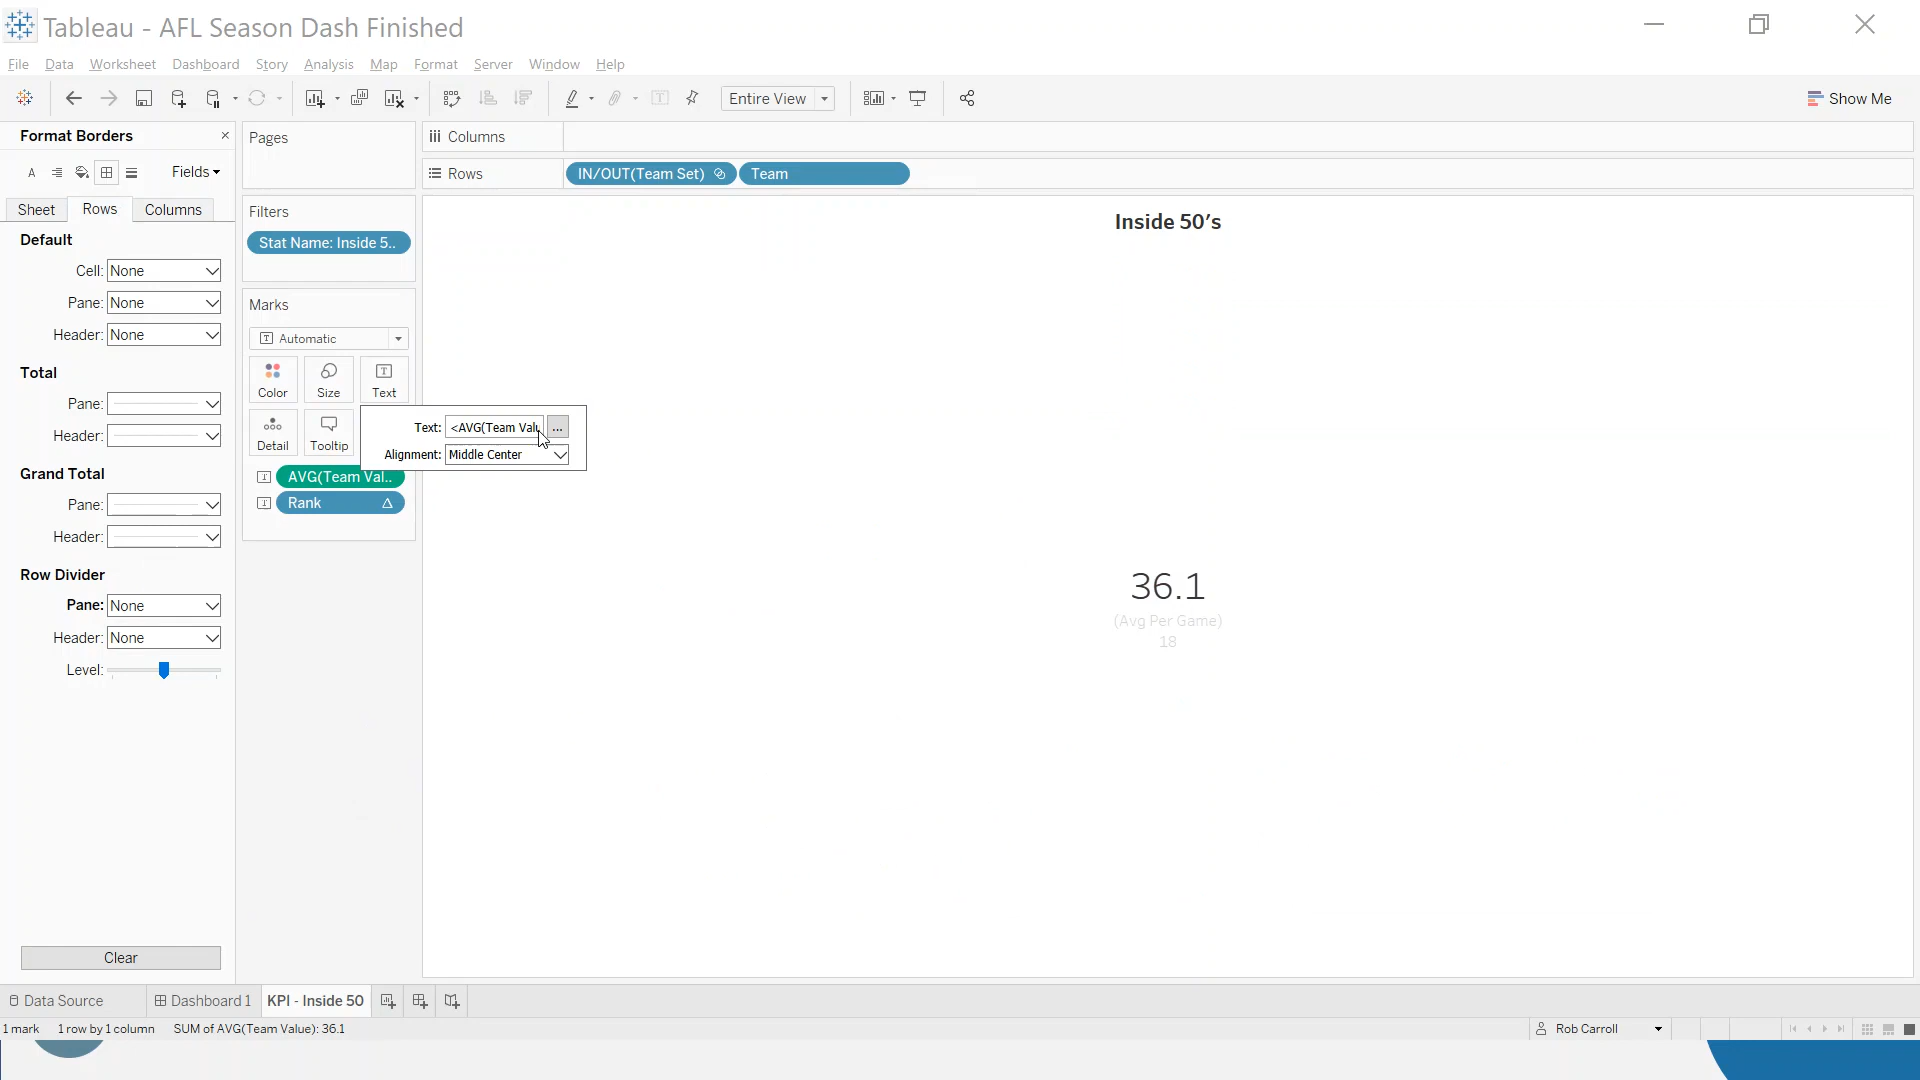 Tableau - AFL Season Dash Finished
File Data Worksheet Dashboard Story Analysis Map Format Server Window Help
Entire View
Show Me
Format Borders
Fields
Sheet Rows Columns
Default
Cell: None
Pane: None
Header: None
Total
Pane:
Header:
Grand Total
Pane:
Header:
Row Divider
Pane: None
Header: None
Level:
Clear
Pages
Filters
Stat Name: Inside 5..
Marks
Automatic
Color Size Text
Detail Tooltip
Text: <AVG(Team Valu
Alignment: Middle Center
AVG(Team Val..
Rank
Columns
Rows IN/OUT(Team Set) Team
Inside 50's
36.1
(Avg Per Game)
18
Data Source Dashboard 1 KPI - Inside 50
1 mark 1 row by 1 column SUM of AVG(Team Value): 36.1
Rob Carroll